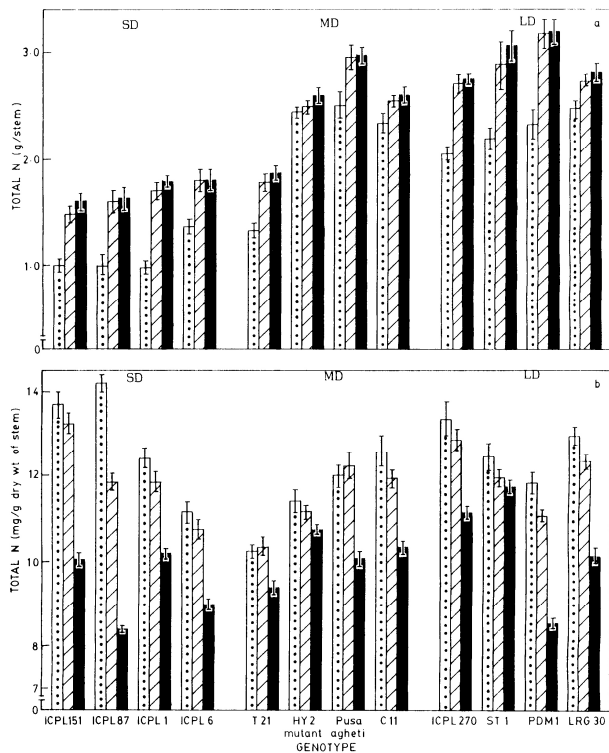 SD MD LD a
TOTAL N (g/stem)
3·0
2·0
1·0
0
SD MD LD b
TOTAL N (mg/g dry wt of stem)
14
12
10
8
7
0
ICPL151 ICPL87 ICPL 1 ICPL 6 T 21 HY 2 Pusa C 11 ICPL 270 ST 1 PDM1 LRG 30
mutant agheti
GENOTYPE